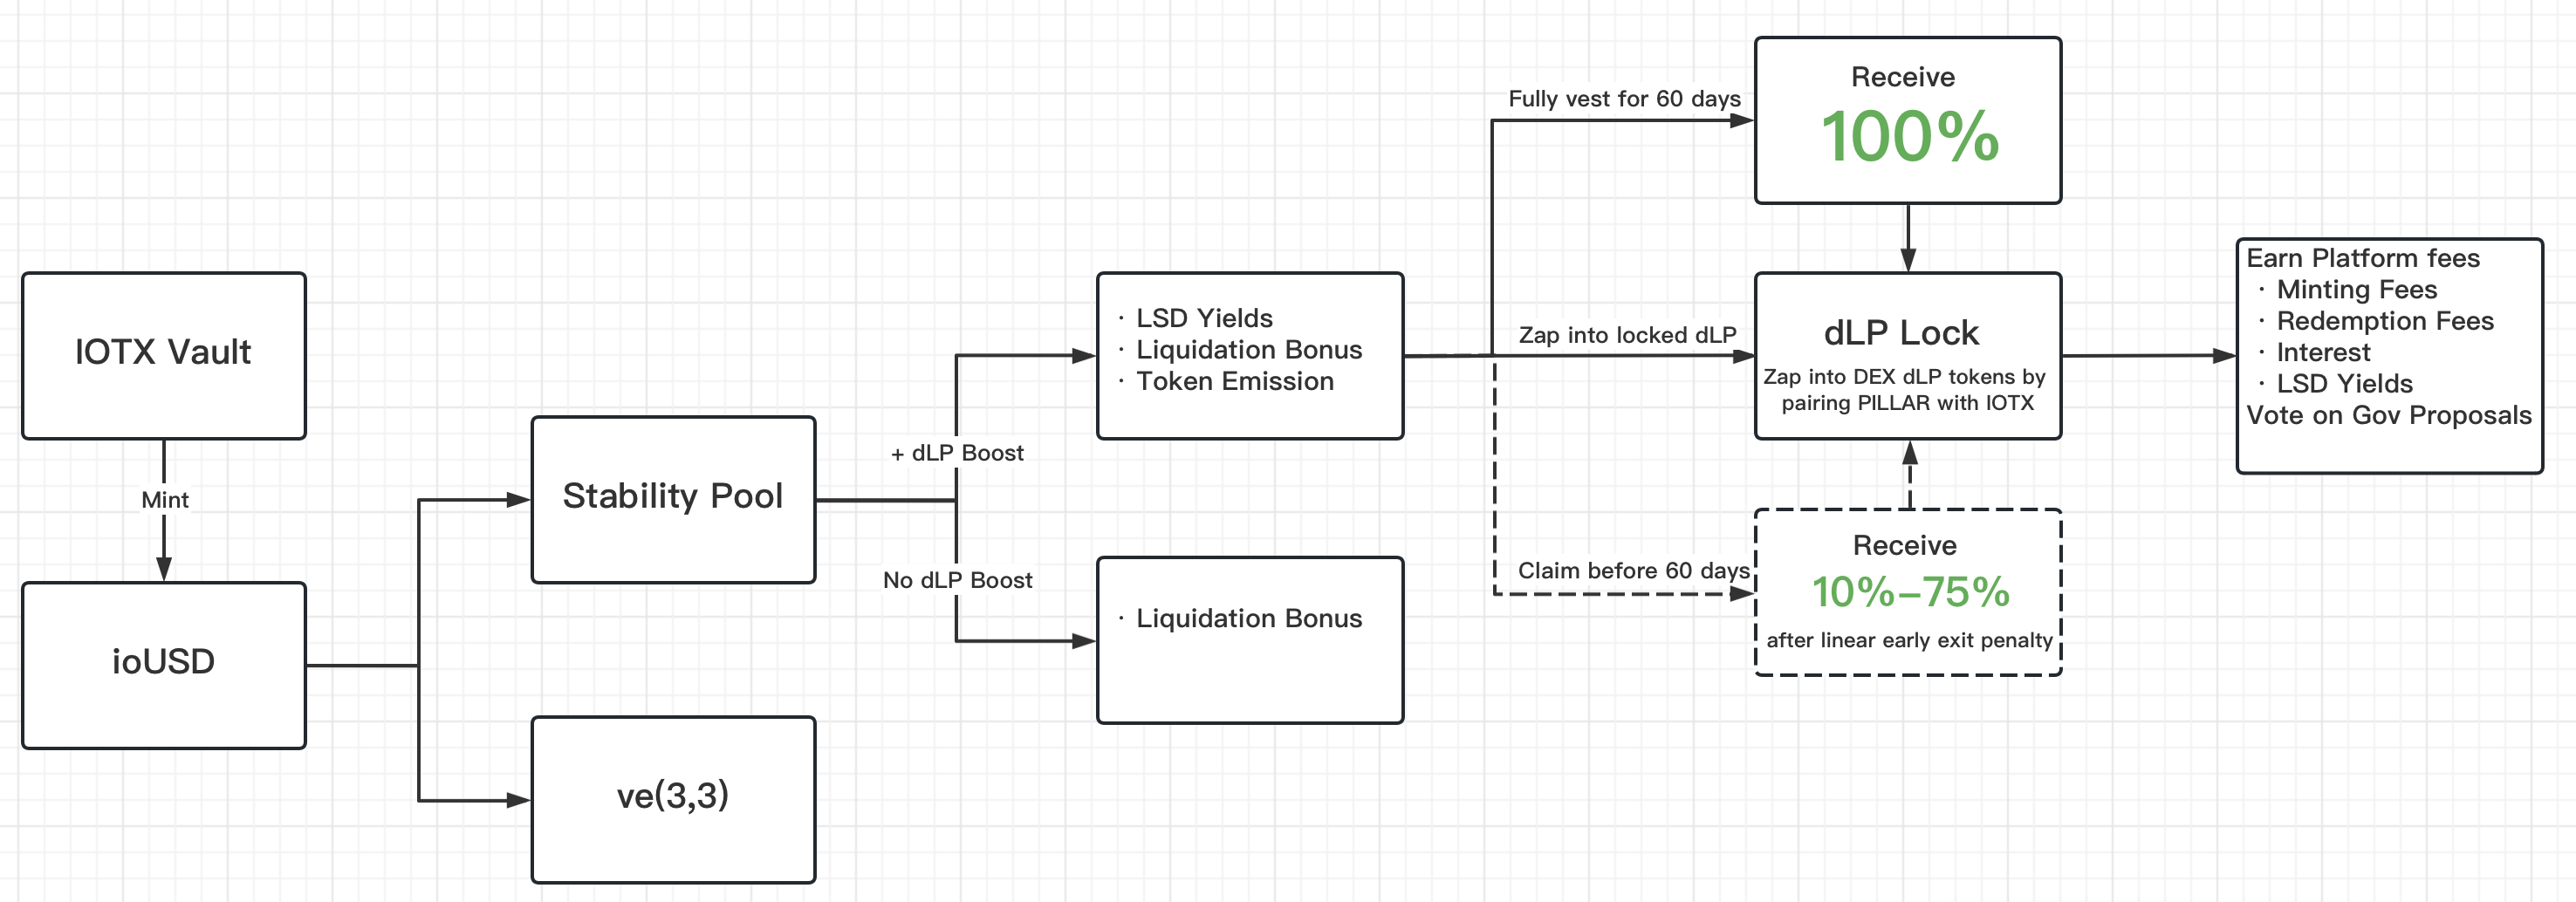 IOTX Vault
Mint
ioUSD
Stability Pool
ve(3,3)
+ dLP Boost
No dLP Boost
· LSD Yields
· Liquidation Bonus
· Token Emission
· Liquidation Bonus
Fully vest for 60 days
Zap into locked dLP
Claim before 60 days
Receive
100%
dLP Lock
Zap into DEX dLP tokens by
pairing PILLAR with IOTX
Receive
10%–75%
after linear early exit penalty
Earn Platform fees
· Minting Fees
· Redemption Fees
· Interest
· LSD Yields
Vote on Gov Proposals